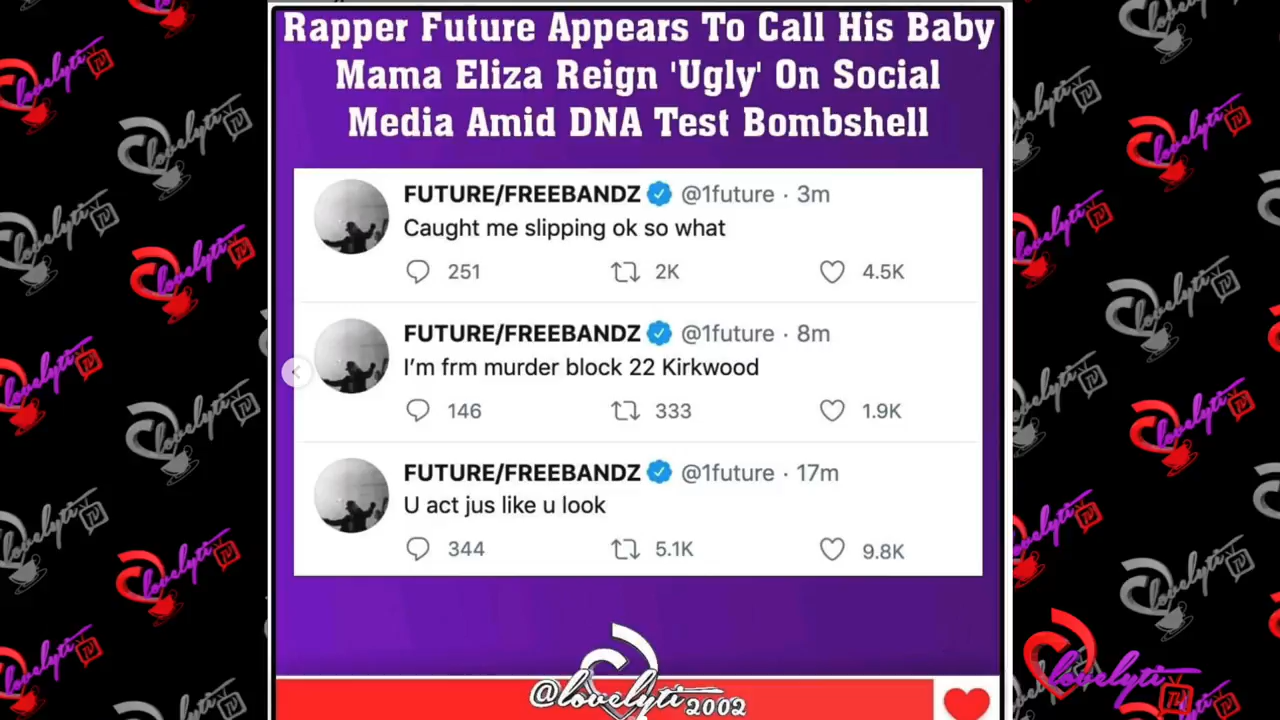 Rapper Future Appears To Call His Baby
Mama Eliza Reign 'Ugly' On Social
Media Amid DNA Test Bombshell
FUTURE/FREEBANDZ @1future · 3m
Caught me slipping ok so what
251 2K 4.5K
FUTURE/FREEBANDZ @1future · 8m
I'm frm murder block 22 Kirkwood
146 333 1.9K
FUTURE/FREEBANDZ @1future · 17m
U act jus like u look
344 5.1K 9.8K
@lovelyti2002
lovelyti TV